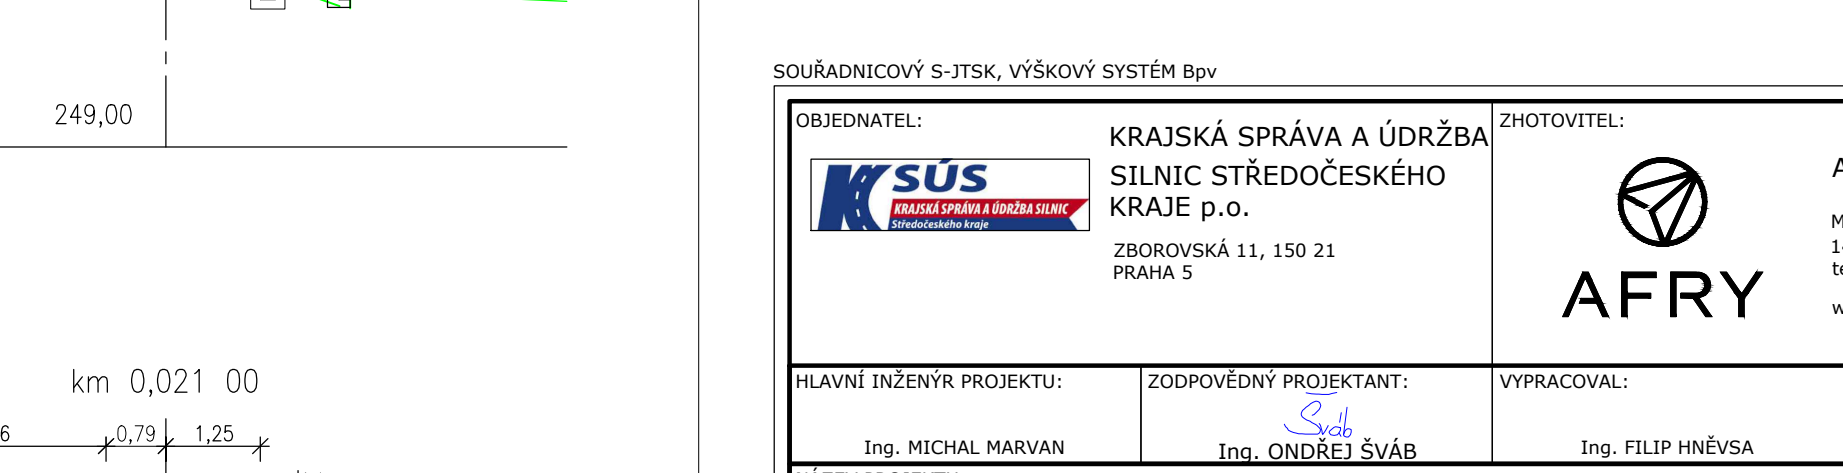 249,00
km 0,021 00
6
0,79
1,25
SOUŘADNICOVÝ S-JTSK, VÝŠKOVÝ SYSTÉM Bpv
OBJEDNATEL:
KSÚS
KRAJSKÁ SPRÁVA A ÚDRŽBA SILNIC
Středočeského kraje
KRAJSKÁ SPRÁVA A ÚDRŽBA
SILNIC STŘEDOČESKÉHO
KRAJE p.o.
ZBOROVSKÁ 11, 150 21
PRAHA 5
ZHOTOVITEL:
AFRY
HLAVNÍ INŽENÝR PROJEKTU:
Ing. MICHAL MARVAN
ZODPOVĚDNÝ PROJEKTANT:
Šváb
Ing. ONDŘEJ ŠVÁB
VYPRACOVAL:
Ing. FILIP HNĚVSA